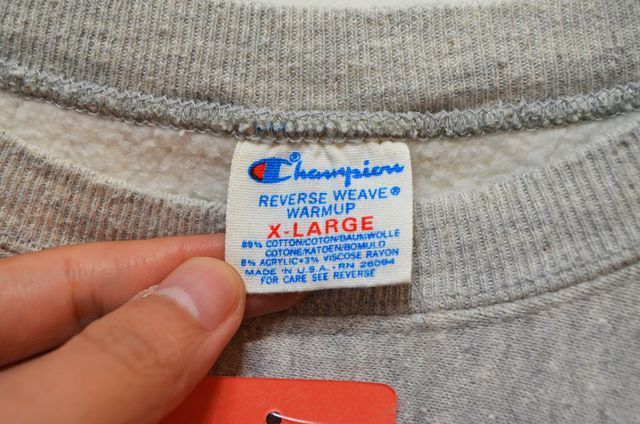 Champion®
REVERSE WEAVE®
WARMUP
X-LARGE
89% COTTON/COTON/BAUMWOLLE
COTONE/KATOEN/BOMULD
8% ACRYLIC•3% VISCOSE RAYON
MADE IN U.S.A. • RN 26094
FOR CARE SEE REVERSE